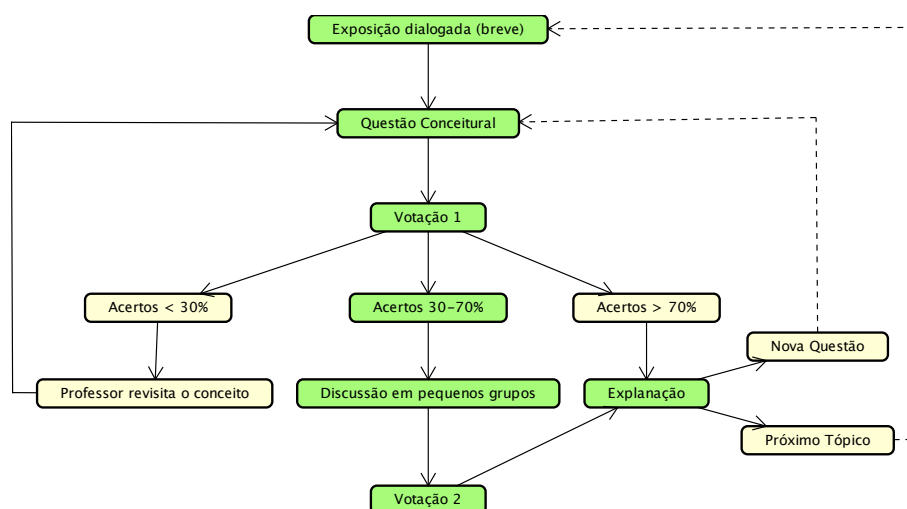 Exposição dialogada (breve)
Questão Conceitural
Votação 1
Acertos < 30%
Acertos 30-70%
Acertos > 70%
Nova Questão
Professor revisita o conceito
Discussão em pequenos grupos
Explanação
Próximo Tópico
Votação 2